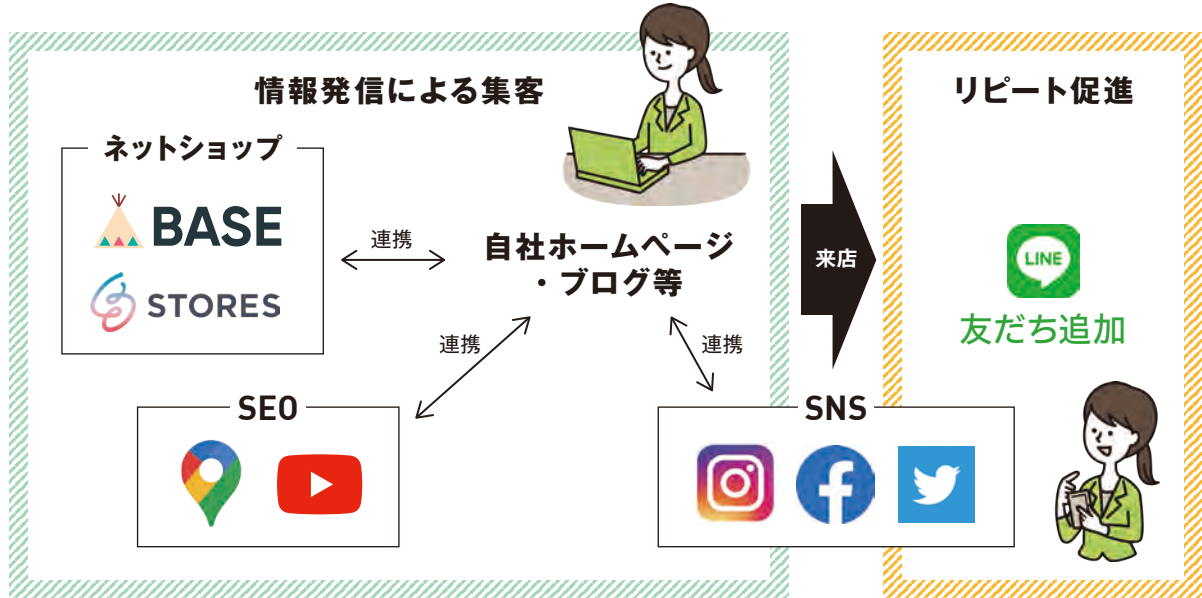 情報発信による集客
ネットショップ
BASE
STORES
連携
自社ホームページ
・ブログ等
連携
連携
SEO
SNS
来店
リピート促進
LINE
友だち追加